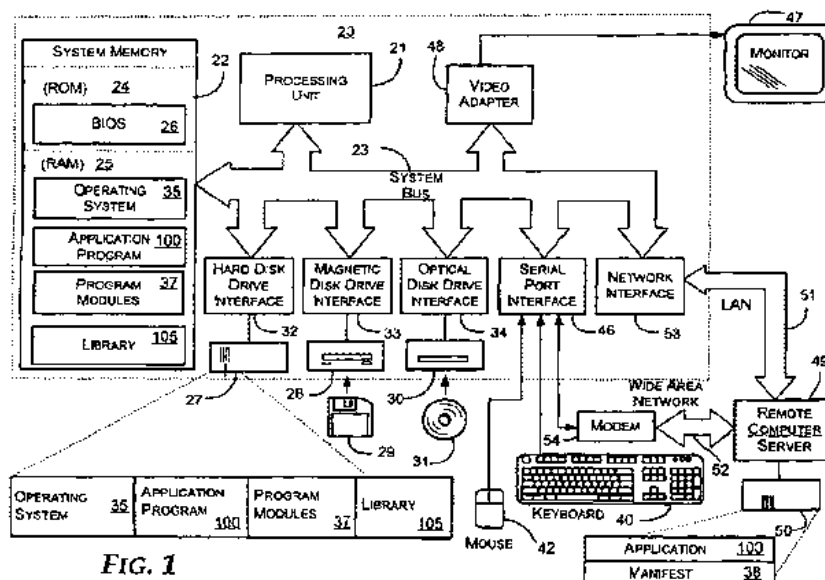 SYSTEM MEMORY
22
(ROM) 24
BIOS 26
(RAM) 25
OPERATING SYSTEM 35
APPLICATION PROGRAM 100
PROGRAM MODULES 37
LIBRARY 105
20
PROCESSING UNIT
21
48
VIDEO ADAPTER
47
MONITOR
23
SYSTEM BUS
HARD DISK DRIVE INTERFACE
32
MAGNETIC DISK DRIVE INTERFACE
33
OPTICAL DISK DRIVE INTERFACE
34
SERIAL PORT INTERFACE
46
NETWORK INTERFACE
53
LAN
51
27
28
29
30
31
WIDE AREA NETWORK
MODEM
54
52
49
REMOTE COMPUTER SERVER
50
KEYBOARD 40
MOUSE 42
OPERATING SYSTEM 35
APPLICATION PROGRAM 100
PROGRAM MODULES 37
LIBRARY 105
APPLICATION 100
MANIFEST 38
FIG. 1